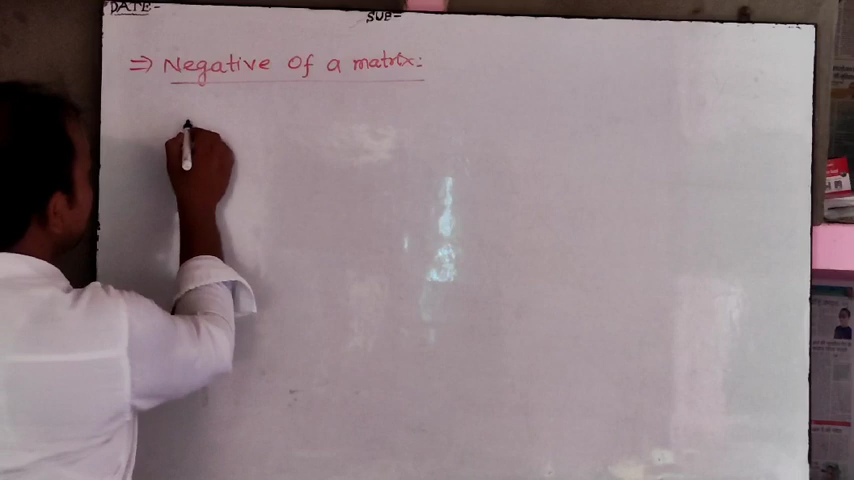 DATE-
SUB=
⇒ Negative Of a matrix: